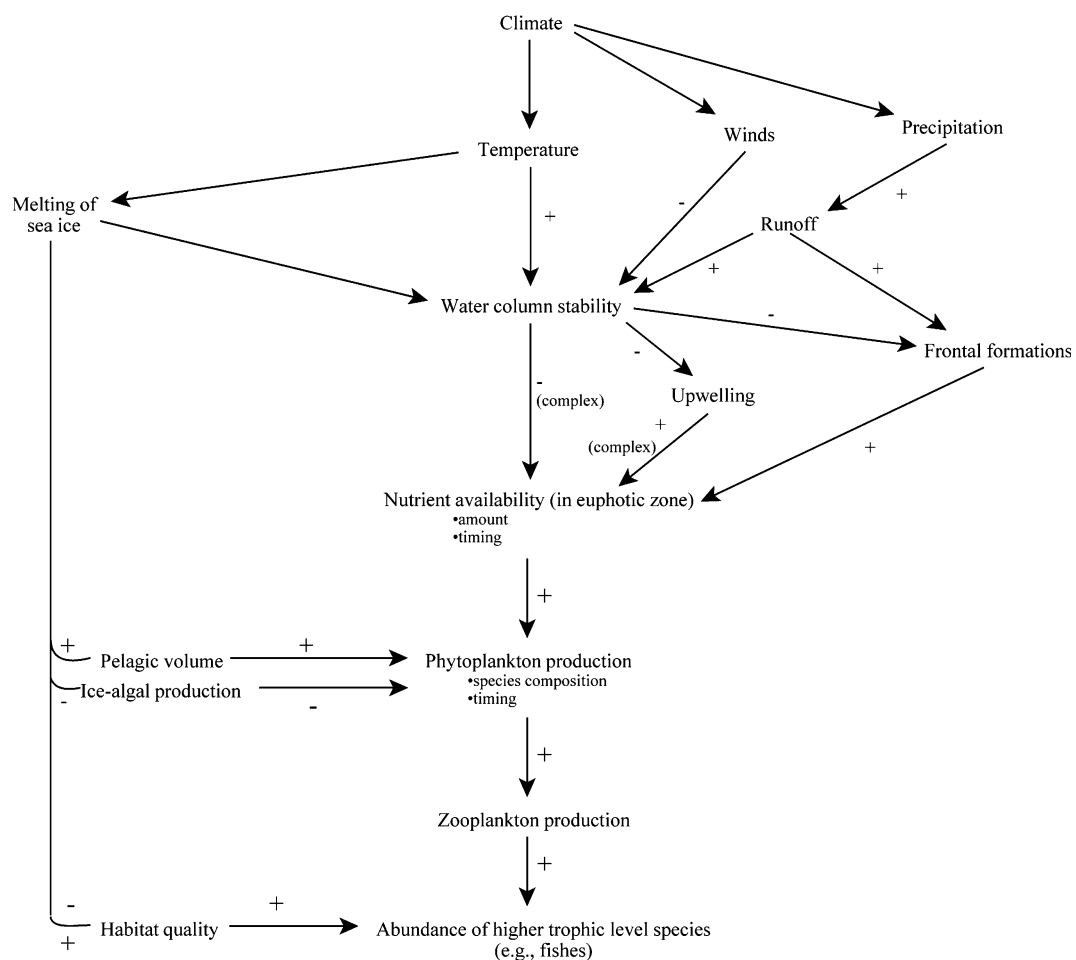 Climate
Winds
Precipitation
Temperature
+
Melting of
sea ice
-
Runoff
+
+
+
Water column stability
-
-
Frontal formations
-
(complex)
Upwelling
+
(complex)
+
Nutrient availability (in euphotic zone)
•amount
•timing
+
+
Pelagic volume
+
Phytoplankton production
•species composition
•timing
Ice-algal production
-
-
+
Zooplankton production
+
-
+
Habitat quality
+
Abundance of higher trophic level species
(e.g., fishes)